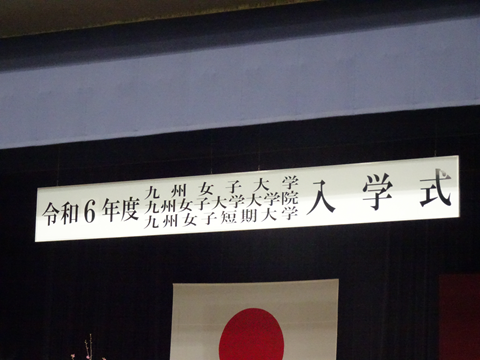 令和6年度
九州女子大学
九州女子大学大学院
九州女子短期大学
入学式